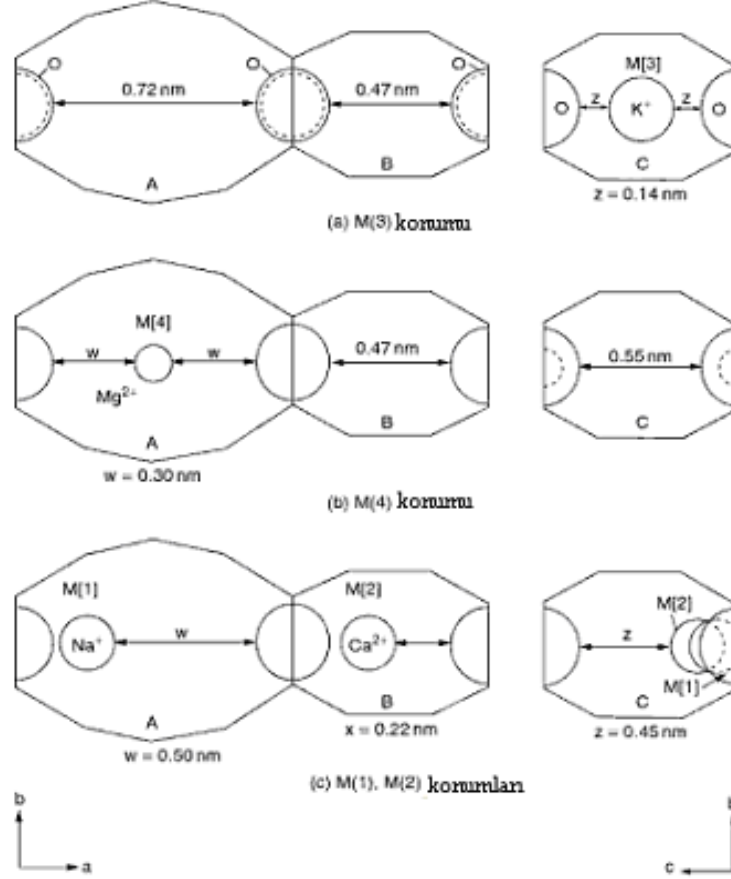 O O O M[3]
0.72 nm 0.47 nm z z
O K⁺ O
A B C
z = 0.14 nm
(a) M(3) konumu
M[4]
w w 0.47 nm 0.55 nm
Mg²⁺
A B C
w = 0.30 nm
(b) M(4) konumu
M[1] M[2] M[2]
Na⁺ w Ca²⁺ z
M[1]
A B C
w = 0.50 nm x = 0.22 nm z = 0.45 nm
(c) M(1), M(2) konumları
b
a c